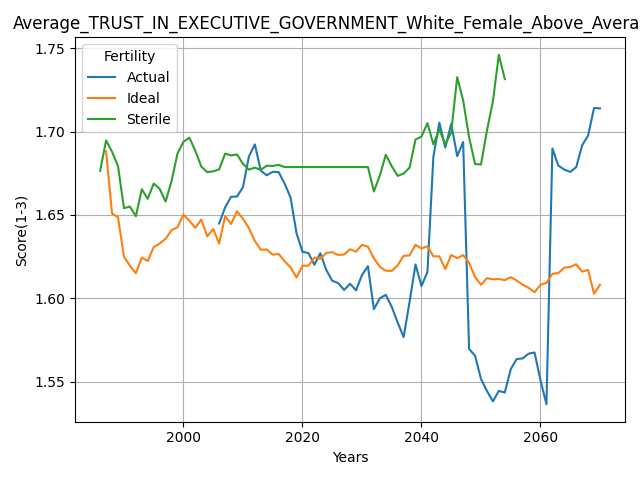 Average_TRUST_IN_EXECUTIVE_GOVERNMENT_White_Female_Above_Avera
Fertility
Actual
Ideal
Sterile
Score(1-3)
1.75
1.70
1.65
1.60
1.55
2000 2020 2040 2060
Years